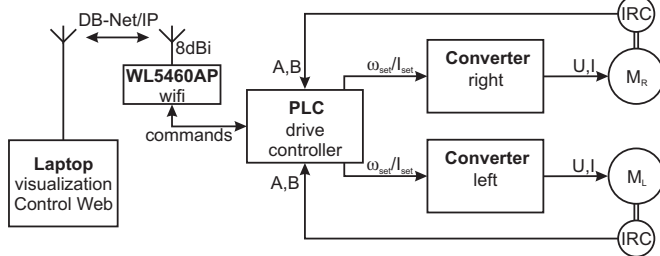 DB-Net/IP
8dBi
WL5460AP
wifi
commands
Laptop
visualization
Control Web
PLC
drive
controller
A,B
A,B
ωset/Iset
Converter
right
U,I
MR
IRC
ωset/Iset
Converter
left
U,I
ML
IRC